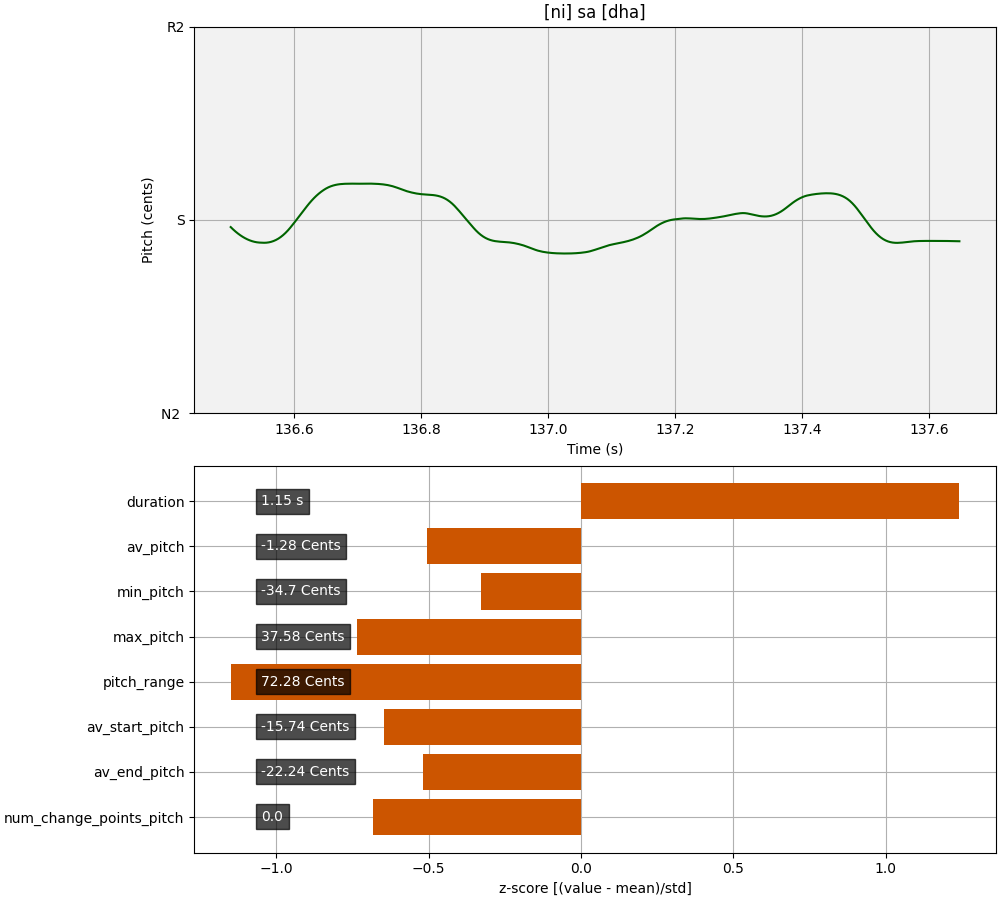 [ni] sa [dha]
R2
S
N2
Pitch (cents)
136.6 136.8 137.0 137.2 137.4 137.6
Time (s)
duration 1.15 s
av_pitch -1.28 Cents
min_pitch -34.7 Cents
max_pitch 37.58 Cents
pitch_range 72.28 Cents
av_start_pitch -15.74 Cents
av_end_pitch -22.24 Cents
num_change_points_pitch 0.0
−1.0 −0.5 0.0 0.5 1.0
z-score [(value - mean)/std]